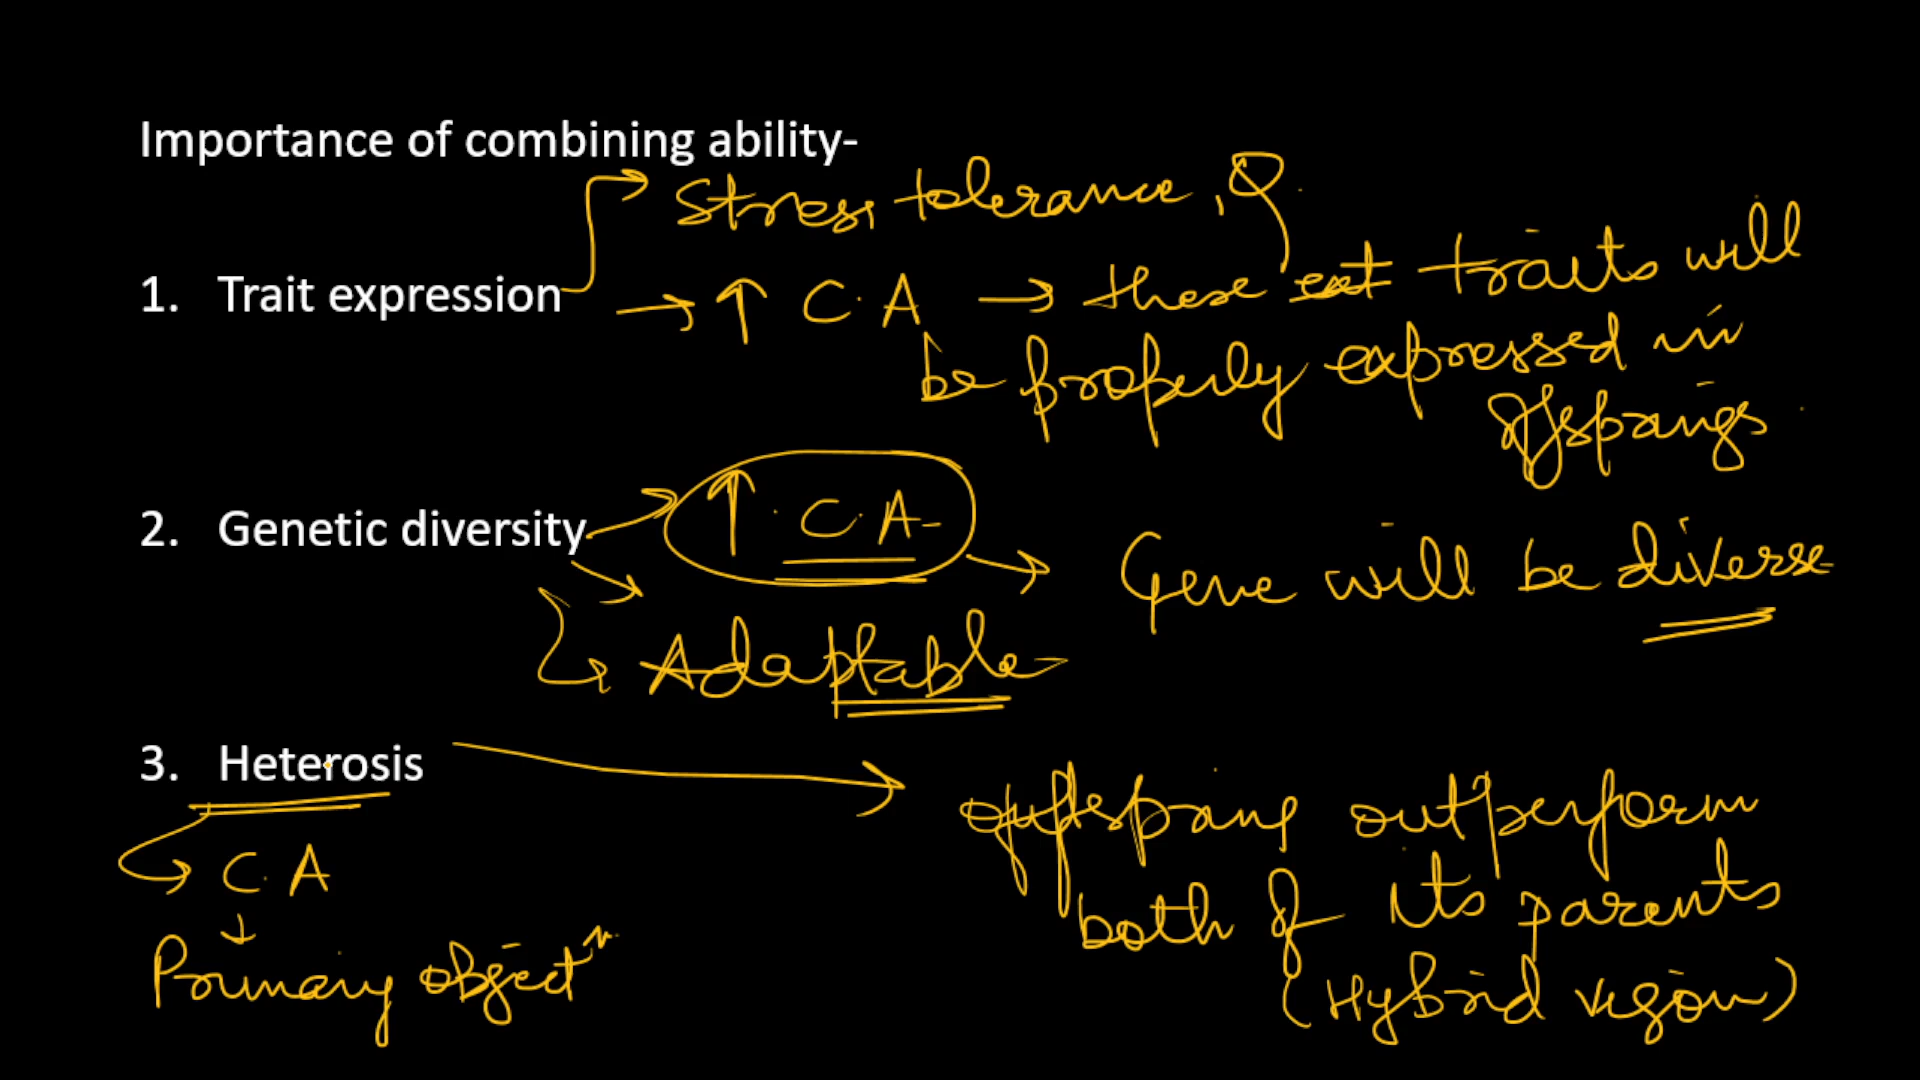 Importance of combining ability-
Stress tolerance, Q
1. Trait expression
→ ↑ C.A → these traits will
be properly expressed in
offsprings
2. Genetic diversity → ↑ C.A- → Gene will be diverse
Adaptable
3. Heterosis →
offspring outperform
both of its parents
(Hybrid vigour)
→ C.A
↓
Primary object